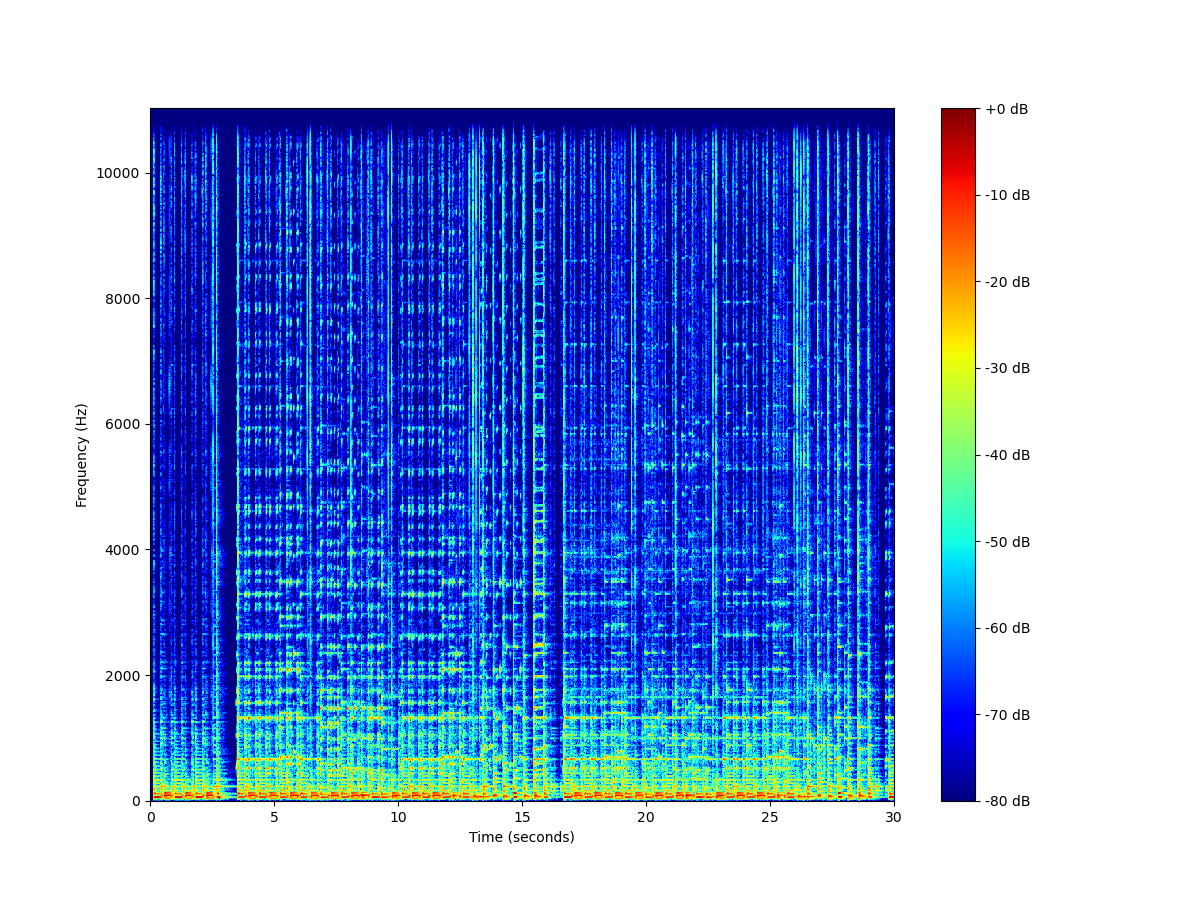 +0 dB
10000
-10 dB
8000
-20 dB
-30 dB
6000
Frequency (Hz)
-40 dB
4000
-50 dB
-60 dB
2000
-70 dB
0
-80 dB
0 5 10 15 20 25 30
Time (seconds)